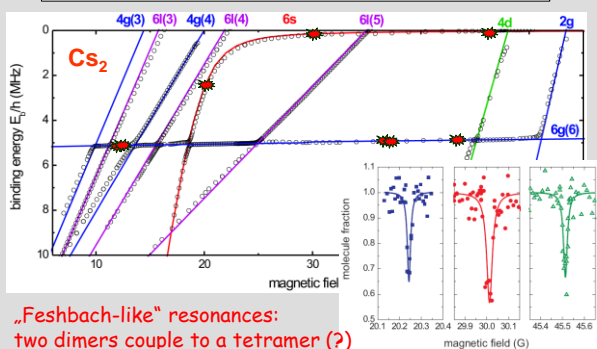 4g(3) 6l(3) 4g(4) 6l(4) 6s 6l(5) 4d 2g
Cs2
6g(6)
binding energy Eb/h (MHz)
0
2
4
6
8
10
10 20 30
magnetic fiel
molecule fraction
1.1
1.0
0.9
0.8
0.7
0.6
0.5
20.1 20.2 20.3 20.4 29.9 30.0 30.1 45.4 45.5 45.6
magnetic field (G)
„Feshbach-like“ resonances:
two dimers couple to a tetramer (?)